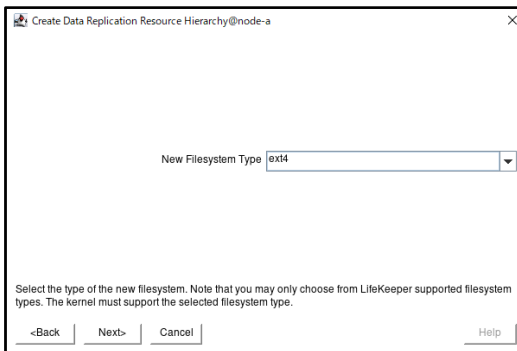 Create Data Replication Resource Hierarchy@node-a
New Filesystem Type ext4
Select the type of the new filesystem. Note that you may only choose from LifeKeeper supported filesystem
types. The kernel must support the selected filesystem type.
<Back Next> Cancel Help